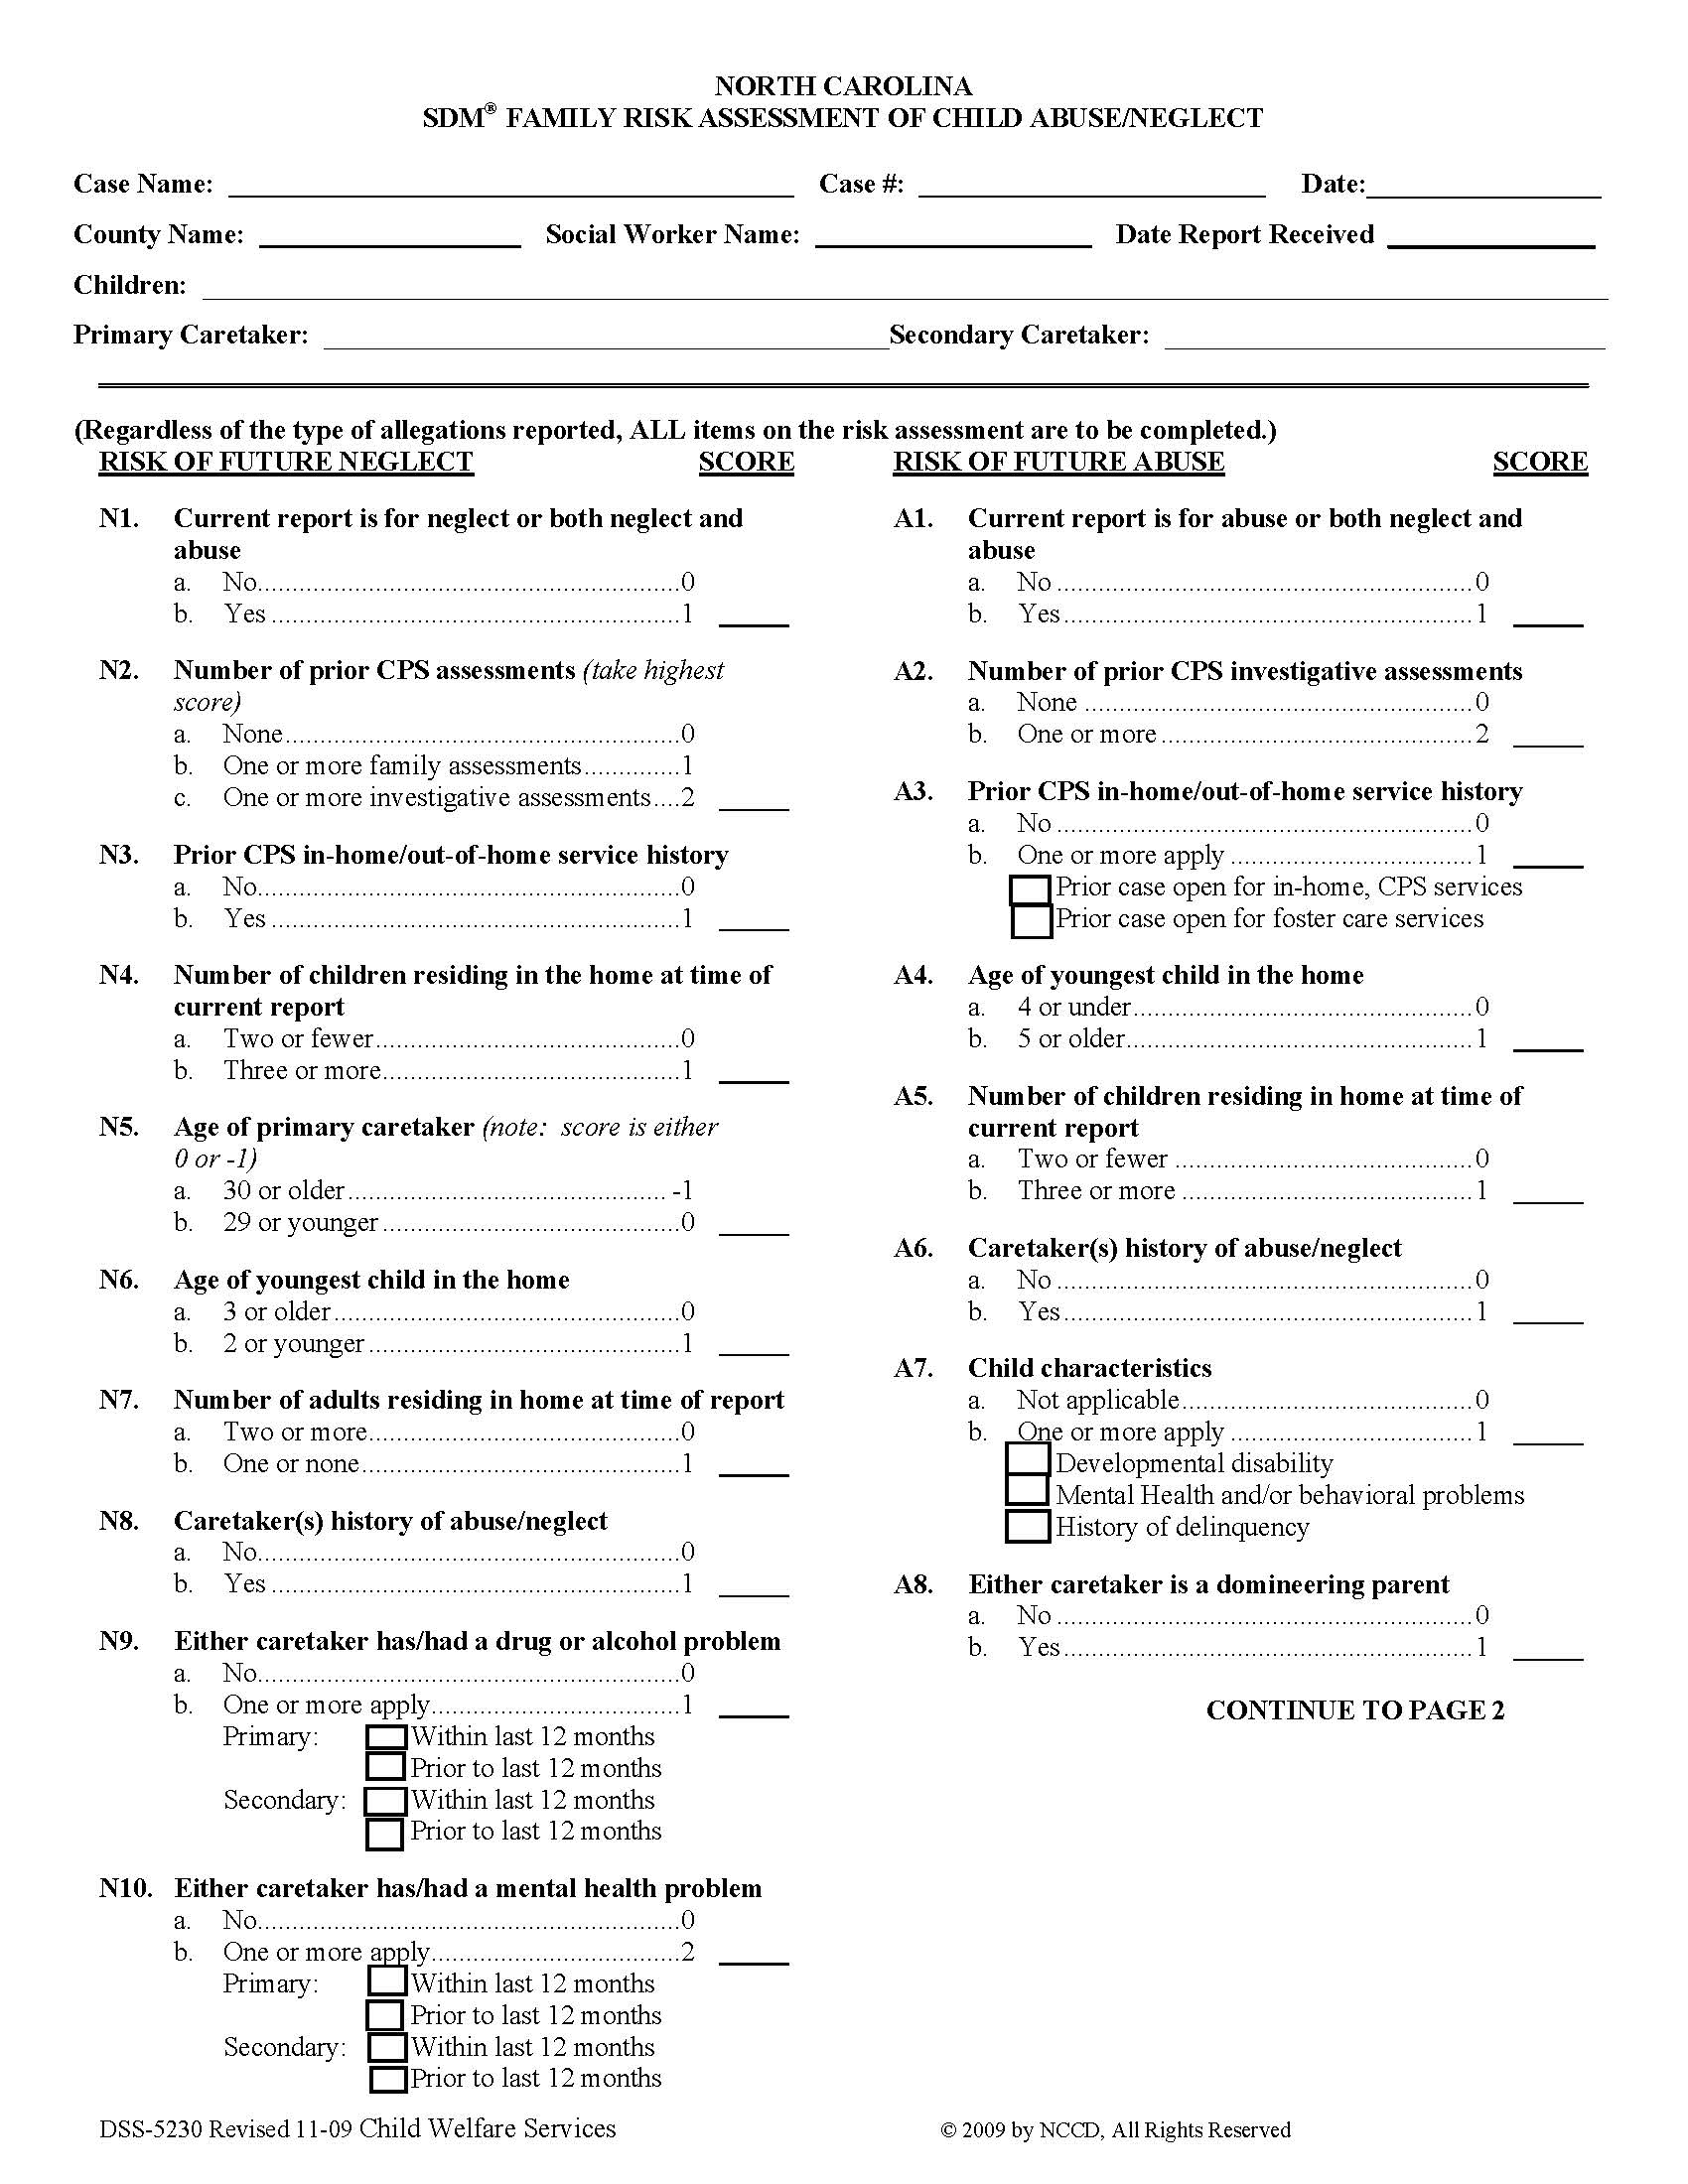 NORTH CAROLINA
SDM® FAMILY RISK ASSESSMENT OF CHILD ABUSE/NEGLECT
Case Name: Case #: Date:
County Name: Social Worker Name: Date Report Received
Children:
Primary Caretaker: Secondary Caretaker:
(Regardless of the type of allegations reported, ALL items on the risk assessment are to be completed.)
RISK OF FUTURE NEGLECT SCORE
N1. Current report is for neglect or both neglect and
abuse
a. No.............................................................0
b. Yes ...........................................................1
N2. Number of prior CPS assessments (take highest
score)
a. None.........................................................0
b. One or more family assessments..............1
c. One or more investigative assessments....2
N3. Prior CPS in-home/out-of-home service history
a. No.............................................................0
b. Yes ...........................................................1
N4. Number of children residing in the home at time of
current report
a. Two or fewer............................................0
b. Three or more...........................................1
N5. Age of primary caretaker (note: score is either
0 or -1)
a. 30 or older.............................................. -1
b. 29 or younger ...........................................0
N6. Age of youngest child in the home
a. 3 or older..................................................0
b. 2 or younger .............................................1
N7. Number of adults residing in home at time of report
a. Two or more.............................................0
b. One or none..............................................1
N8. Caretaker(s) history of abuse/neglect
a. No.............................................................0
b. Yes ...........................................................1
N9. Either caretaker has/had a drug or alcohol problem
a. No.............................................................0
b. One or more apply....................................1
Primary: Within last 12 months
Prior to last 12 months
Secondary: Within last 12 months
Prior to last 12 months
N10. Either caretaker has/had a mental health problem
a. No.............................................................0
b. One or more apply....................................2
Primary: Within last 12 months
Prior to last 12 months
Secondary: Within last 12 months
Prior to last 12 months
RISK OF FUTURE ABUSE SCORE
A1. Current report is for abuse or both neglect and
abuse
a. No ............................................................0
b. Yes...........................................................1
A2. Number of prior CPS investigative assessments
a. None ........................................................0
b. One or more.............................................2
A3. Prior CPS in-home/out-of-home service history
a. No ............................................................0
b. One or more apply ...................................1
Prior case open for in-home, CPS services
Prior case open for foster care services
A4. Age of youngest child in the home
a. 4 or under.................................................0
b. 5 or older..................................................1
A5. Number of children residing in home at time of
current report
a. Two or fewer ...........................................0
b. Three or more ..........................................1
A6. Caretaker(s) history of abuse/neglect
a. No ............................................................0
b. Yes...........................................................1
A7. Child characteristics
a. Not applicable..........................................0
b. One or more apply ...................................1
Developmental disability
Mental Health and/or behavioral problems
History of delinquency
A8. Either caretaker is a domineering parent
a. No ............................................................0
b. Yes...........................................................1
CONTINUE TO PAGE 2
DSS-5230 Revised 11-09 Child Welfare Services © 2009 by NCCD, All Rights Reserved